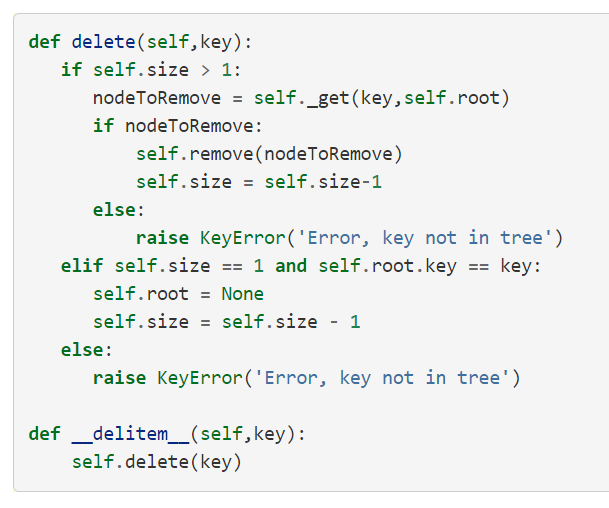 def delete(self,key):
   if self.size > 1:
      nodeToRemove = self._get(key,self.root)
      if nodeToRemove:
          self.remove(nodeToRemove)
          self.size = self.size-1
      else:
          raise KeyError('Error, key not in tree')
   elif self.size == 1 and self.root.key == key:
      self.root = None
      self.size = self.size - 1
   else:
      raise KeyError('Error, key not in tree')

def __delitem__(self,key):
    self.delete(key)